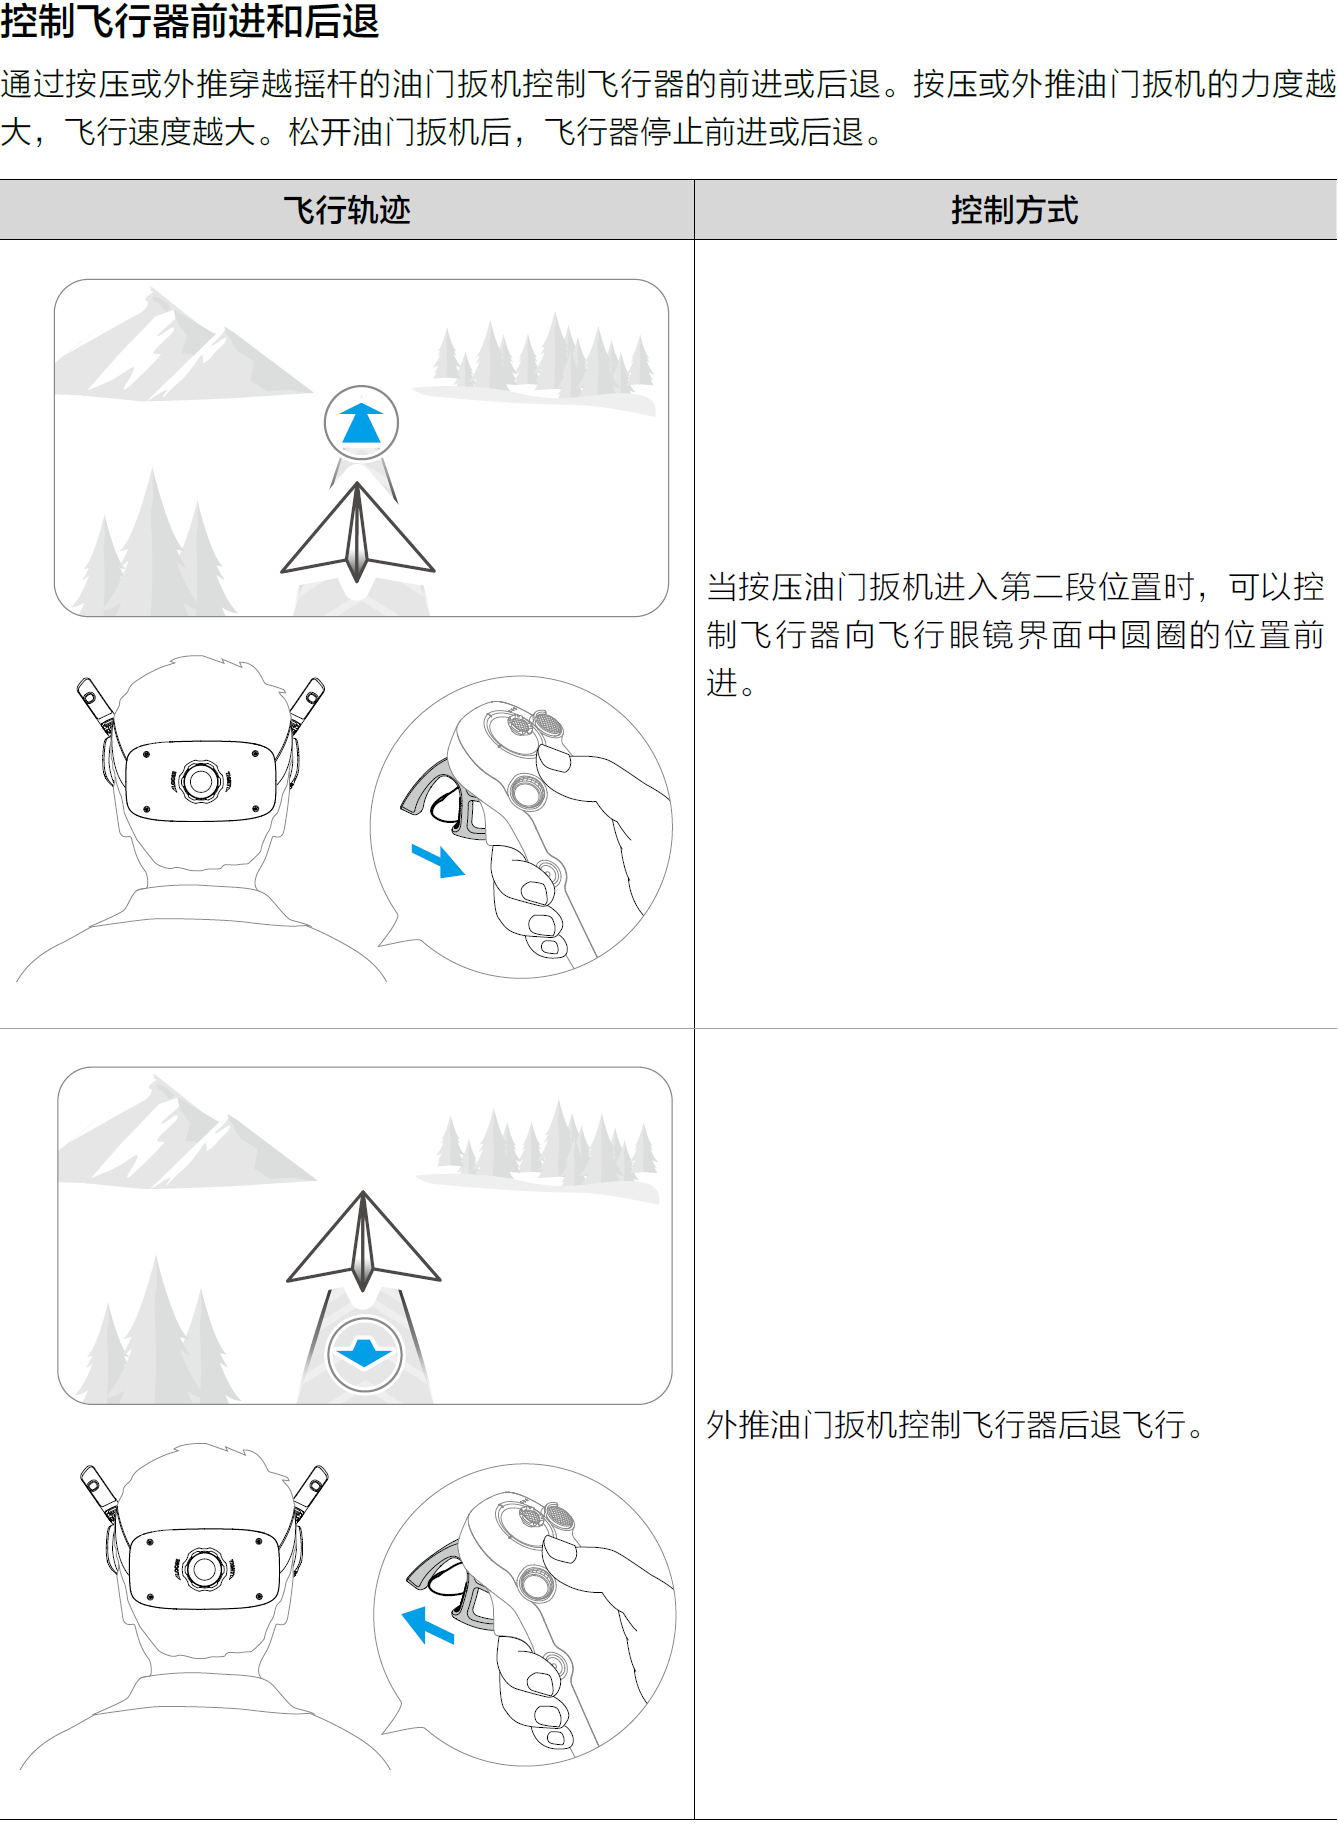 控制飞行器前进和后退
通过按压或外推穿越摇杆的油门扳机控制飞行器的前进或后退。按压或外推油门扳机的力度越
大，飞行速度越大。松开油门扳机后，飞行器停止前进或后退。
飞行轨迹
控制方式
当按压油门扳机进入第二段位置时，可以控
制飞行器向飞行眼镜界面中圆圈的位置前
进。
外推油门扳机控制飞行器后退飞行。